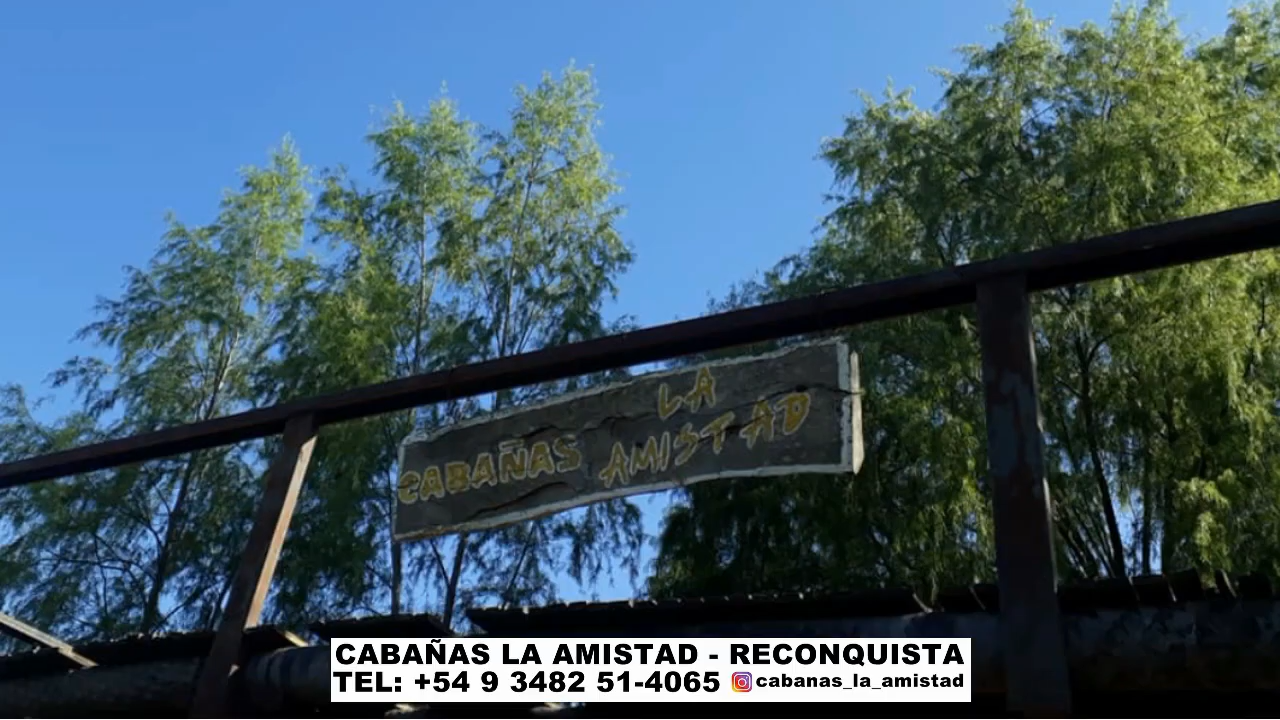 LA
CABAÑAS AMISTAD
CABAÑAS LA AMISTAD - RECONQUISTA
TEL: +54 9 3482 51-4065 cabanas_la_amistad